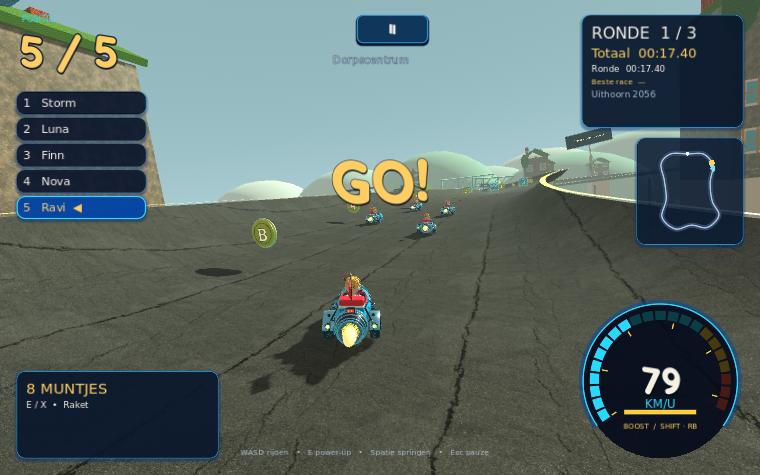 5 / 5
1 Storm
2 Luna
3 Finn
4 Nova
5 Ravi ◀
Dorpscentrum
RONDE 1 / 3
Totaal 00:17.40
Ronde 00:17.40
Beste race —
Uithoorn 2056
GO!
B
8 MUNTJES
E / X • Raket
79
KM/U
BOOST / SHIFT · RB
WASD rijden • E power-up • Spatie springen • Esc pauze